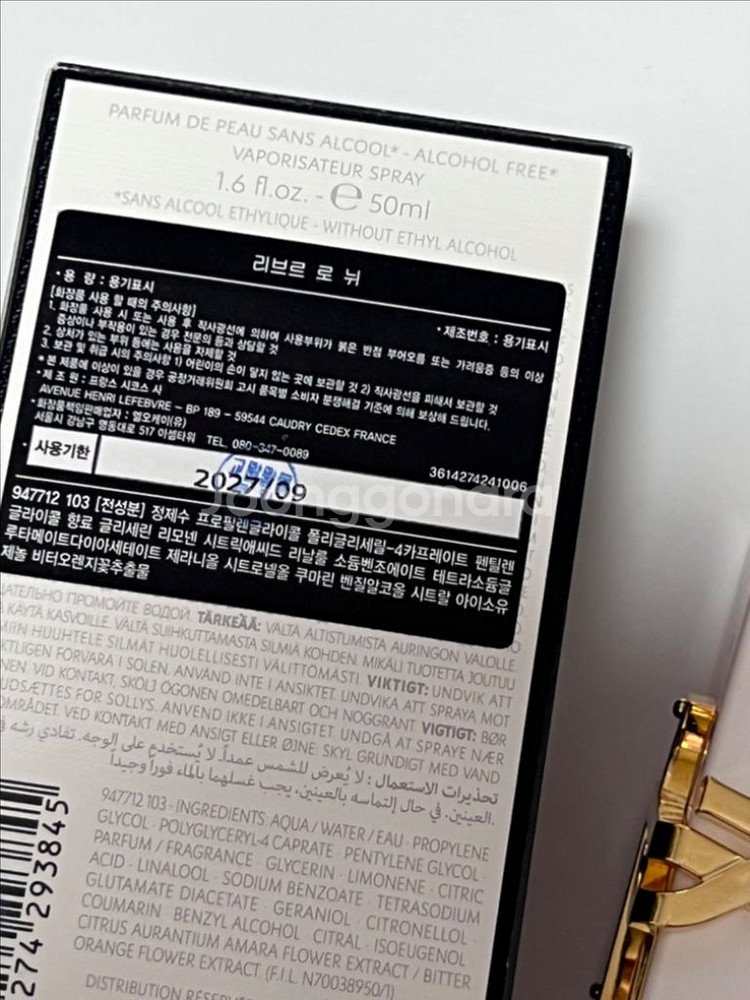 PARFUM DE PEAU SANS ALCOOL* - ALCOHOL FREE*
VAPORISATEUR SPRAY
1.6 fl.oz. - ℮ 50ml
*SANS ALCOOL ETHYLIQUE - WITHOUT ETHYL ALCOHOL
리브르 로 뉘
· 용 량 : 용기표시
· 제조번호 : 용기표시
[화장품 사용 할 때의 주의사항]
1. 화장품 사용 시 또는 사용 후 직사광선에 의하여 사용부위가 붉은 반점 부어오름 또는 가려움증 등의 이상
증상이나 부작용이 있는 경우 전문의 등과 상담할 것
2. 상처가 있는 부위 등에는 사용을 자제할 것
3. 보관 및 취급 시의 주의사항 1) 어린이의 손이 닿지 않는 곳에 보관할 것 2) 직사광선을 피해서 보관할 것
* 본 제품에 이상이 있을 경우 공정거래위원회 고시 품목별 소비자 분쟁해결 기준에 의해 보상해 드립니다.
· 제 조 원 : 프랑스 시코스 사
AVENUE HENRI LEFEBVRE – BP 189 – 59544 CAUDRY CEDEX FRANCE
· 화장품책임판매업자 : 엘오케이(유)
서울시 강남구 영동대로 517 아셈타워 TEL. 080-347-0089
3614274241006
사용기한
2027/09
Joonggonara
947712 103 [전성분] 정제수 프로필렌글라이콜 폴리글리세릴-4카프레이트 펜틸렌
글라이콜 향료 글리세린 리모넨 시트릭애씨드 리날룰 소듐벤조에이트 테트라소듐글
루타메이트다이아세테이트 제라니올 시트로넬올 쿠마린 벤질알코올 시트랄 아이소유
제놀 비터오렌지꽃추출물
ПРОМОЙТЕ ВОДОЙ. TÄRKEÄÄ: VÄLTÄ ALTISTUMISTA AURINGON VALOLLE.
KÄYTÄ KASVOILLE. VÄLTÄ SUIHKUTTAMASTA SILMIÄ KOHDEN. MIKÄLI TUOTETTA JOUTUU
HUUHTELE SILMÄT HUOLELLISESTI VÄLITTÖMÄSTI. VIKTIGT: UNDVIK ATT
FÖRVARA I SOLEN. ANVÄND INTE I ANSIKTET. UNDVIKA ATT SPRAYA MOT
VID KONTAKT, SKÖLJ ÖGONEN OMEDELBART OCH NOGGRANT VIGTIGT: BØR
UDSÆTTES FOR SOLLYS. ANVEND IKKE I ANSIGTET. UNDGÅ AT SPRAYE NÆR
OMRÅDET. VED KONTAKT MED ANSIGT ELLER ØJNE: SKYL GRUNDIGT MED VAND
تحذيرات الاستعمال : لا يُعرض للشمس عمداً. لا يُستخدم على الوجه. تفادي رشه
العينين. في حال إلتماسه بالعينين، يجب غسلهما بالماء فوراً وجيداً.
947712 103 - INGREDIENTS: AQUA / WATER / EAU · PROPYLENE
GLYCOL · POLYGLYCERYL-4 CAPRATE · PENTYLENE GLYCOL ·
PARFUM / FRAGRANCE · GLYCERIN · LIMONENE · CITRIC
ACID · LINALOOL · SODIUM BENZOATE · TETRASODIUM
GLUTAMATE DIACETATE · GERANIOL · CITRONELLOL ·
COUMARIN · BENZYL ALCOHOL · CITRAL · ISOEUGENOL ·
CITRUS AURANTIUM AMARA FLOWER EXTRACT / BITTER
ORANGE FLOWER EXTRACT (F.I.L. N70038950/1)
274 293845
DISTRIBUTION